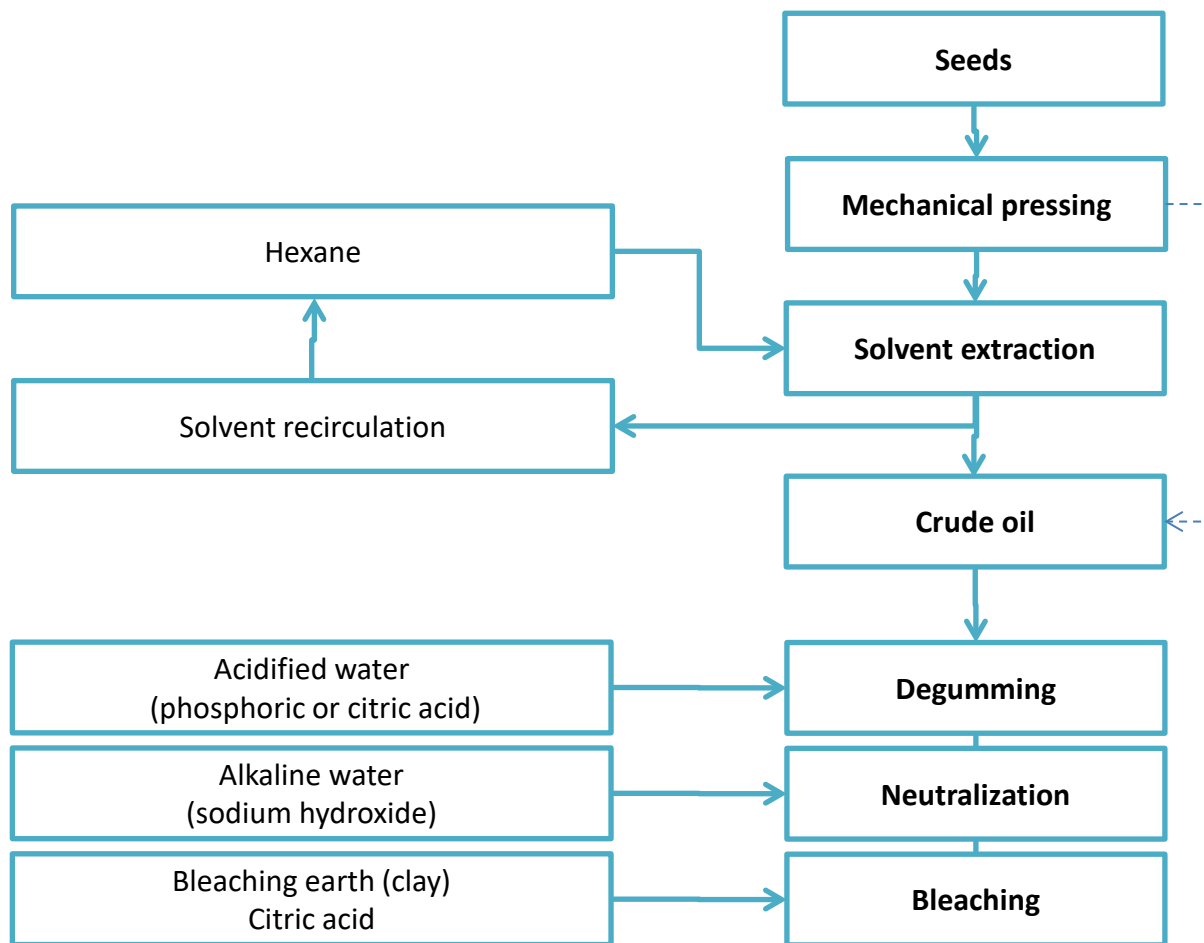 Seeds
Mechanical pressing
Hexane
Solvent extraction
Solvent recirculation
Crude oil
Acidified water
(phosphoric or citric acid)
Degumming
Alkaline water
(sodium hydroxide)
Neutralization
Bleaching earth (clay)
Citric acid
Bleaching